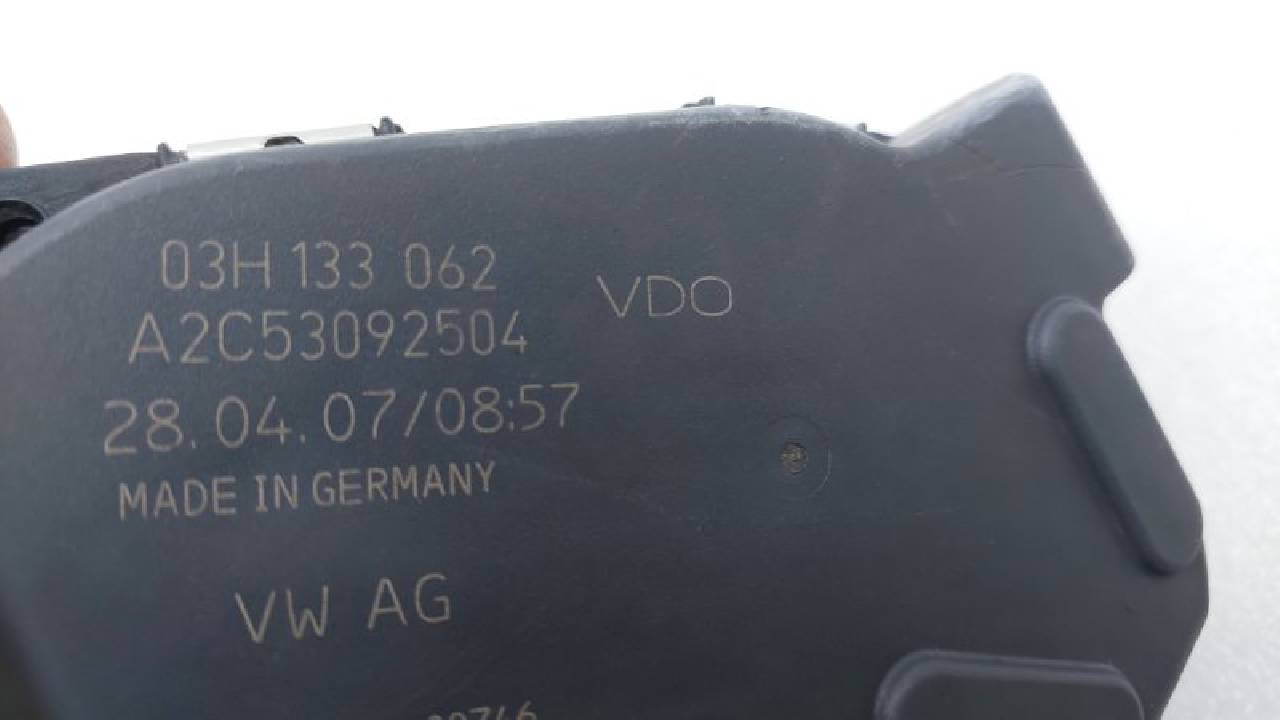 03H 133 062
VDO
A2C53092504
28.04.07/08:57
MADE IN GERMANY
VW AG